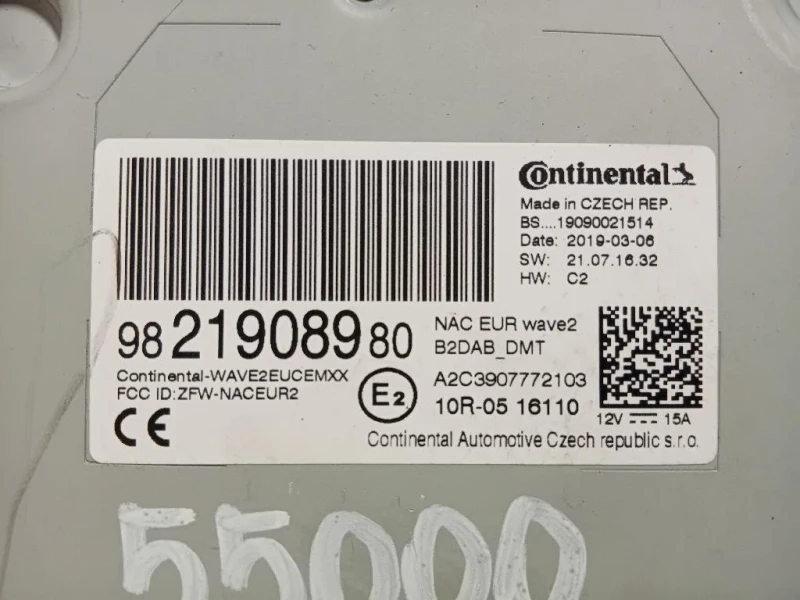 Continental
Made in CZECH REP.
BS....19090021514
Date: 2019-03-06
SW: 21.07.16.32
HW: C2
98 219089 80
NAC EUR wave2
B2DAB_DMT
Continental-WAVE2EUCEMXX
FCC ID:ZFW-NACEUR2
E2
A2C3907772103
10R-05 16110
12V 15A
CE
Continental Automotive Czech republic s.r.o.
55000